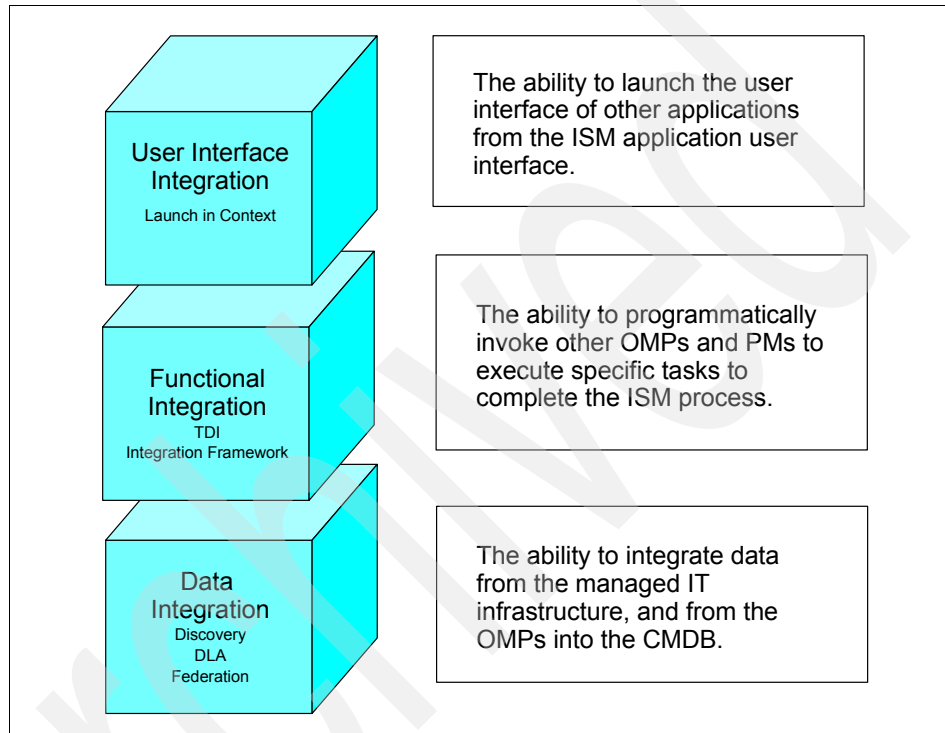 User Interface
Integration
Launch in Context
The ability to launch the user
interface of other applications
from the ISM application user
interface.
Functional
Integration
TDI
Integration Framework
The ability to programmatically
invoke other OMPs and PMs to
execute specific tasks to
complete the ISM process.
Data
Integration
Discovery
DLA
Federation
The ability to integrate data
from the managed IT
infrastructure, and from the
OMPs into the CMDB.